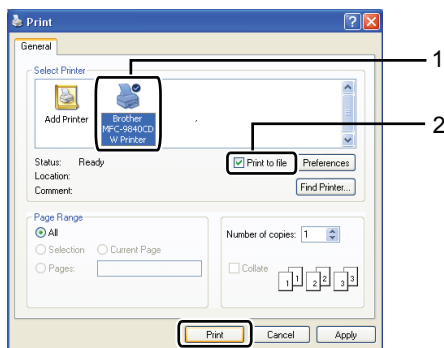 Print
General
Select Printer
Add Printer
Brother
MFC-9840CD
W Printer
1
2
Status: Ready
Print to file Preferences
Location:
Comment:
Find Printer...
Page Range
All
Selection Current Page
Pages:
Number of copies: 1
Collate
1 1 2 2 3 3
Print Cancel Apply